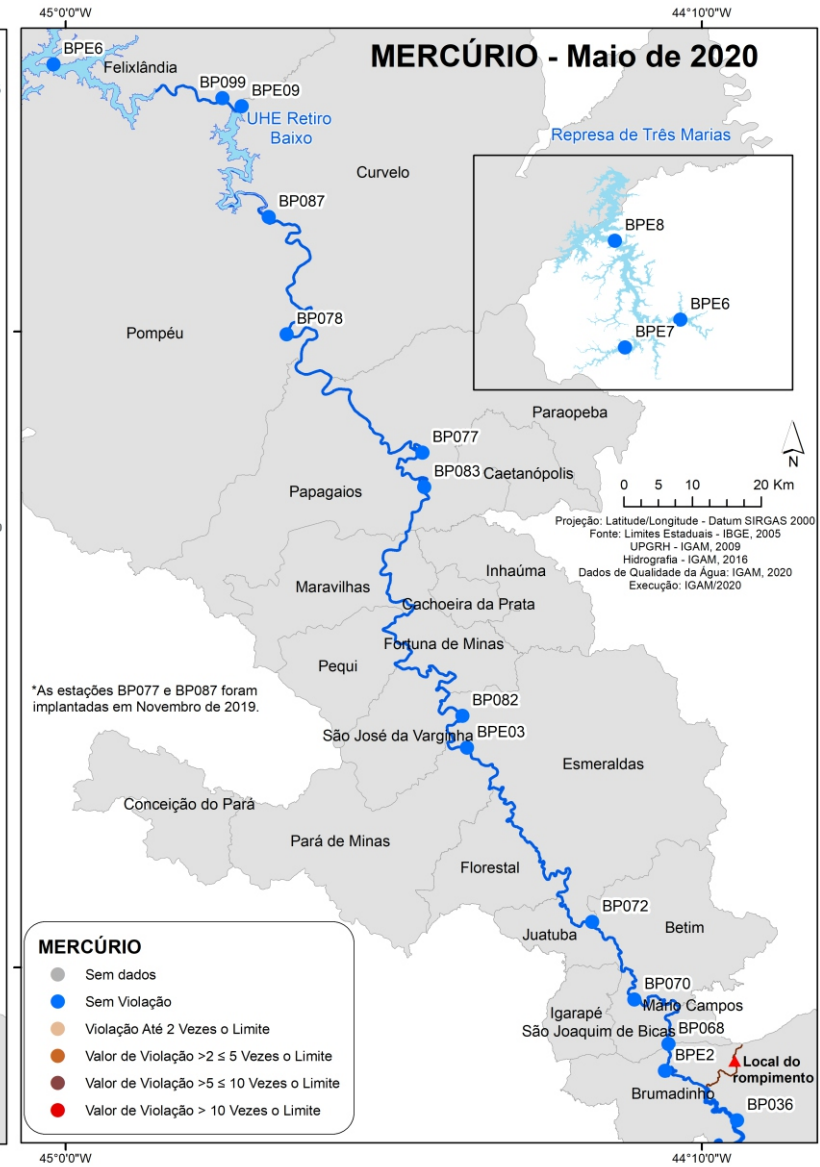 45°0'0"W
44°10'0"W
MERCÚRIO - Maio de 2020
BPE6
Felixlândia
BP099
BPE09
UHE Retiro
Baixo
Represa de Três Marias
Curvelo
BP087
BPE8
BPE6
BPE7
BP078
Pompéu
Paraopeba
BP077
BP083
Caetanópolis
Papagaios
N
0 5 10 20 Km
Projeção: Latitude/Longitude - Datum SIRGAS 2000
Fonte: Limites Estaduais - IBGE, 2005
UPGRH - IGAM, 2009
Hidrografia - IGAM, 2016
Dados de Qualidade da Água: IGAM, 2020
Execução: IGAM/2020
Inhaúma
Maravilhas
Cachoeira da Prata
Fortuna de Minas
Pequi
*As estações BP077 e BP087 foram
implantadas em Novembro de 2019.
BP082
São José da Varginha
BPE03
Esmeraldas
Conceição do Pará
Pará de Minas
Florestal
BP072
Juatuba
Betim
BP070
Mário Campos
Igarapé
São Joaquim de Bicas
BP068
BPE2
Local do
rompimento
Brumadinho
BP036
MERCÚRIO
Sem dados
Sem Violação
Violação Até 2 Vezes o Limite
Valor de Violação >2 ≤ 5 Vezes o Limite
Valor de Violação >5 ≤ 10 Vezes o Limite
Valor de Violação > 10 Vezes o Limite
45°0'0"W
44°10'0"W